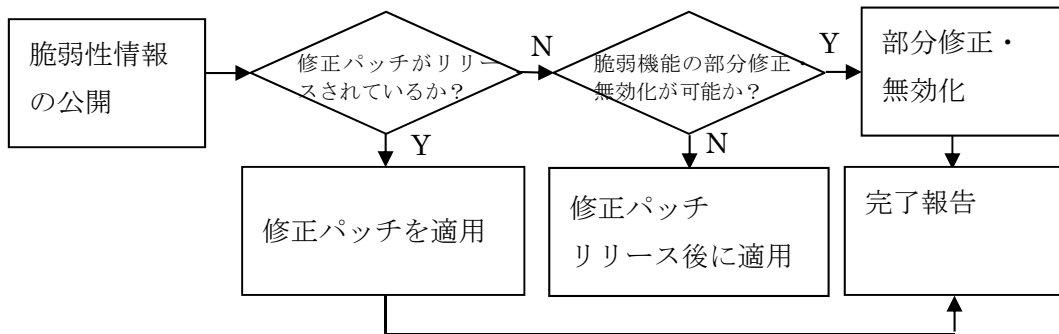 脆弱性情報
の公開
修正パッチがリリー
スされているか？
N
脆弱機能の部分修正・
無効化が可能か？
Y
部分修正・
無効化
Y
修正パッチを適用
N
修正パッチ
リリース後に適用
完了報告